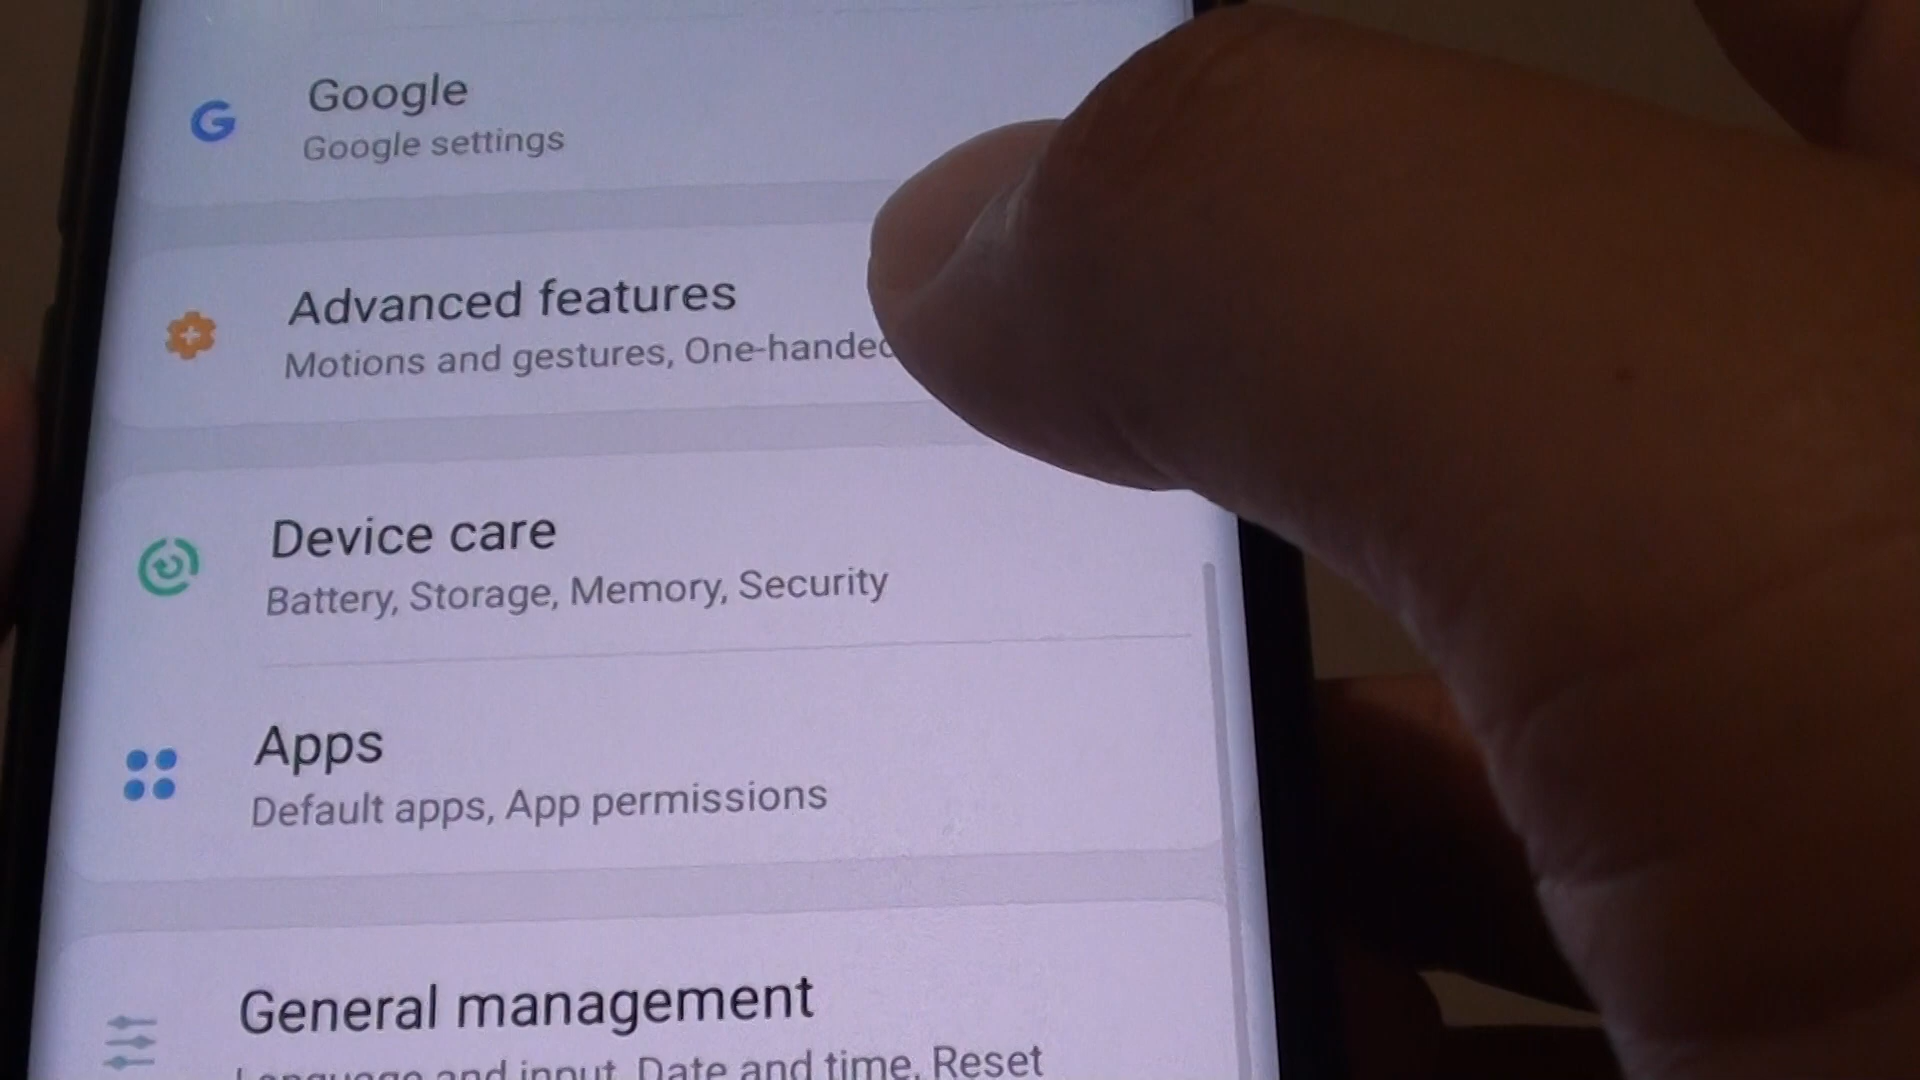 Google
Google settings
Advanced features
Motions and gestures, One-handed
Device care
Battery, Storage, Memory, Security
Apps
Default apps, App permissions
General management
Language and input, Date and time, Reset